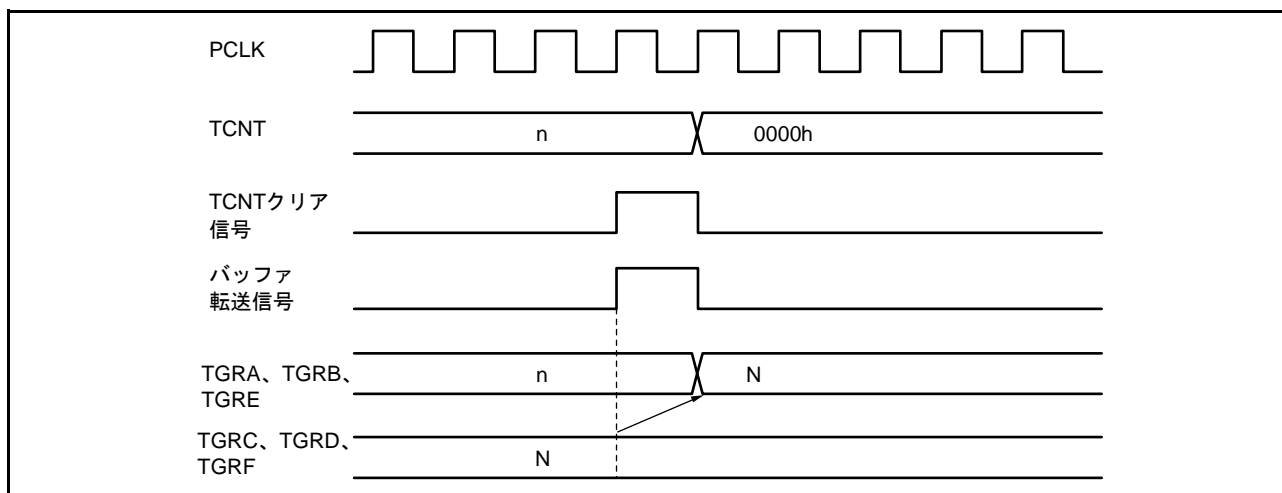 PCLK
TCNT
n
0000h
TCNTクリア
信号
バッファ
転送信号
TGRA、TGRB、
TGRE
n
N
TGRC、TGRD、
TGRF
N